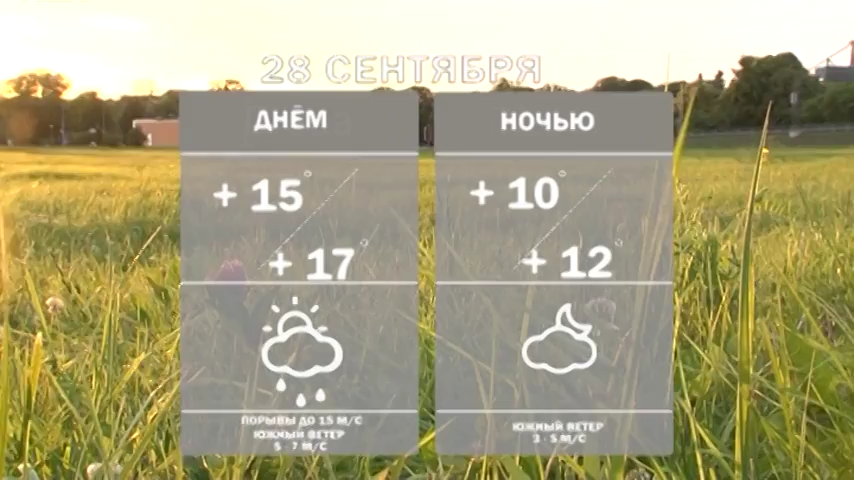 28 СЕНТЯБРЯ
ДНЁМ
+ 15°
+ 17°
ПОРЫВЫ ДО 15 М/С
ЮЖНЫЙ ВЕТЕР
5 - 7 М/С
НОЧЬЮ
+ 10°
+ 12°
ЮЖНЫЙ ВЕТЕР
3 - 5 М/С